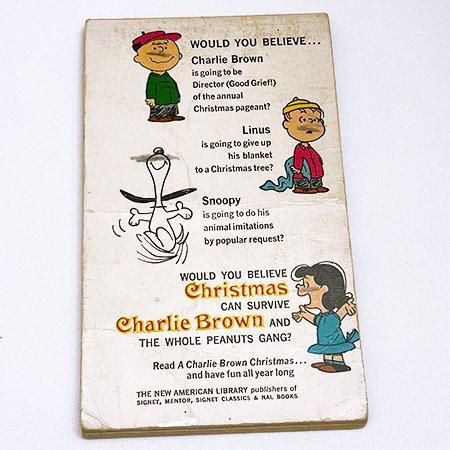 WOULD YOU BELIEVE...
Charlie Brown
is going to be
Director (Good Grief!)
of the annual
Christmas pageant?
Linus
is going to give up
his blanket
to a Christmas tree?
Snoopy
is going to do his
animal imitations
by popular request?
WOULD YOU BELIEVE
Christmas
CAN SURVIVE
Charlie Brown AND
THE WHOLE PEANUTS GANG?
Read A Charlie Brown Christmas...
and have fun all year long
THE NEW AMERICAN LIBRARY publishers of
SIGNET, MENTOR, SIGNET CLASSICS & NAL BOOKS